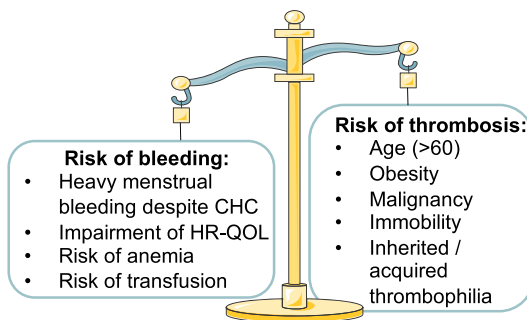 Risk of bleeding:
• Heavy menstrual
bleeding despite CHC
• Impairment of HR-QOL
• Risk of anemia
• Risk of transfusion
Risk of thrombosis:
• Age (>60)
• Obesity
• Malignancy
• Immobility
• Inherited /
acquired
thrombophilia